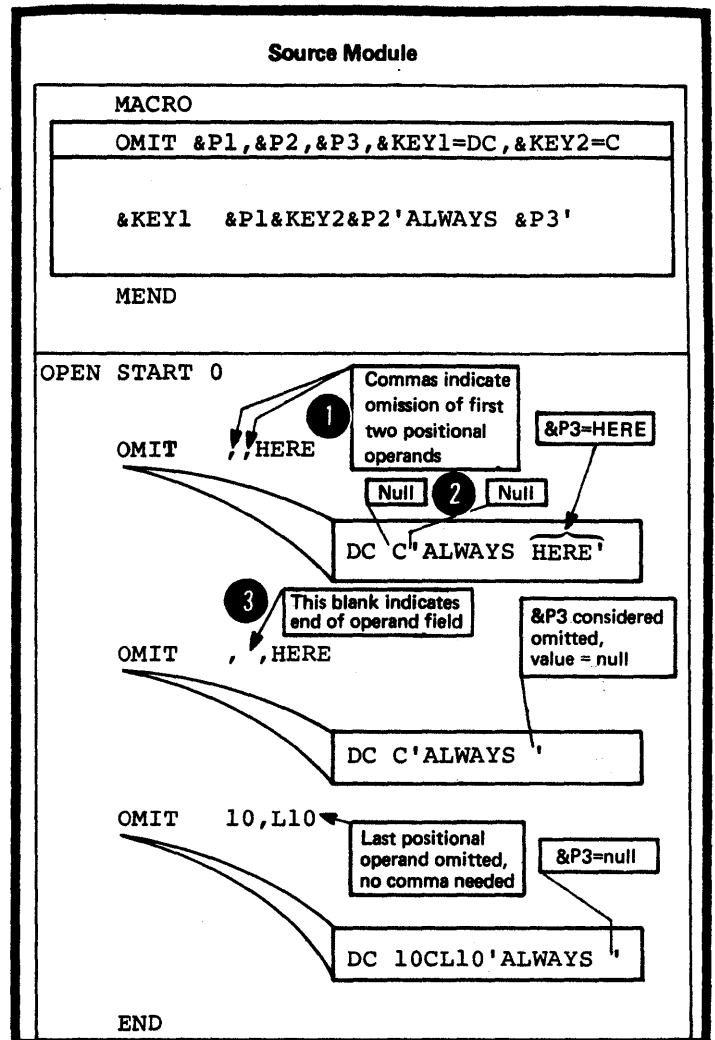 Source Module
MACRO
OMIT &P1,&P2,&P3,&KEY1=DC,&KEY2=C
&KEY1 &P1&KEY2&P2'ALWAYS &P3'
MEND
OPEN START 0
1
Commas indicate
omission of first
two positional
operands
&P3=HERE
OMIT ,,HERE
Null
2
Null
DC C'ALWAYS HERE'
3
This blank indicates
end of operand field
&P3 considered
omitted,
value = null
OMIT , ,HERE
DC C'ALWAYS '
OMIT 10,L10
Last positional
operand omitted,
no comma needed
&P3=null
DC 10CL10'ALWAYS '
END